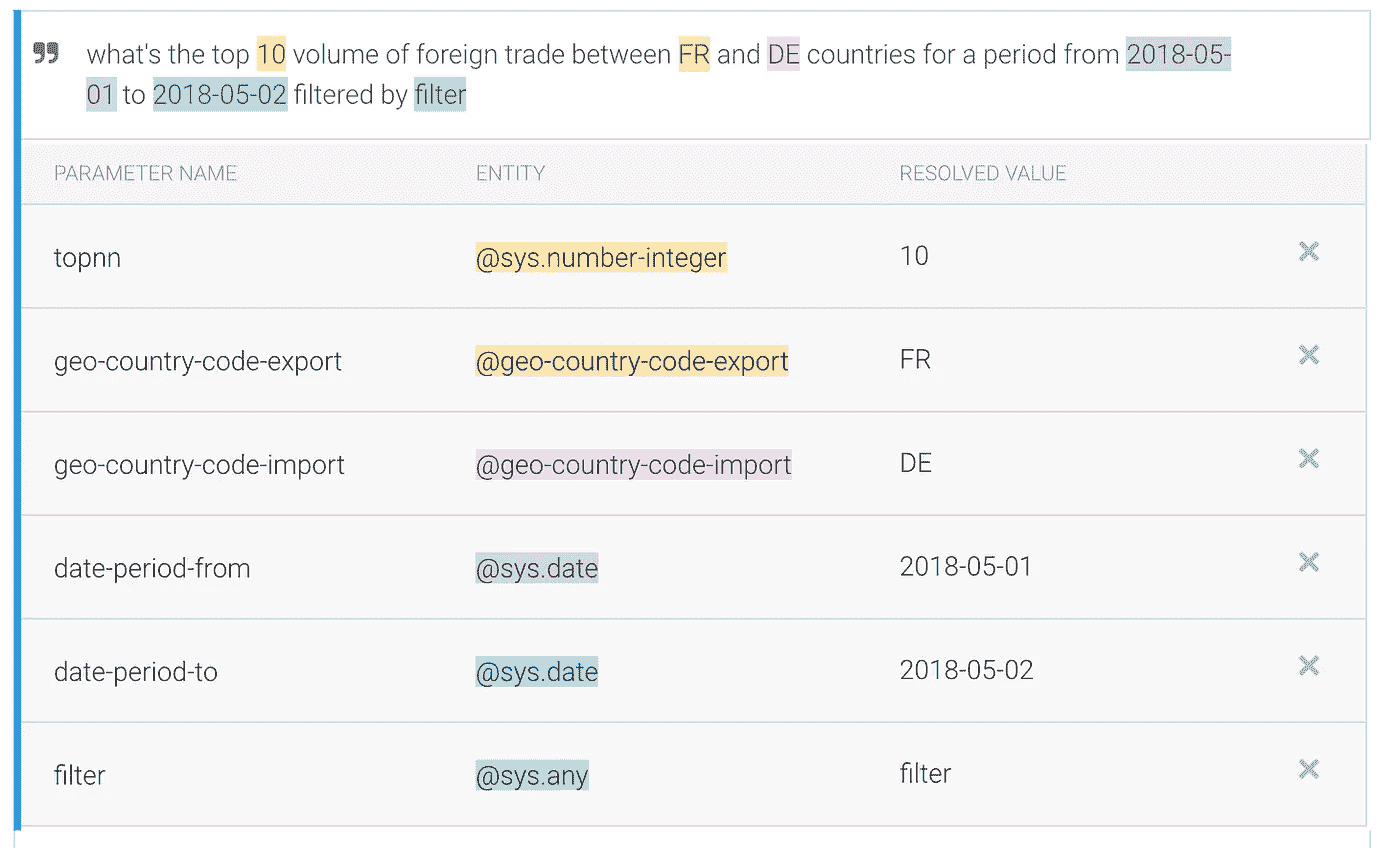 what's the top 10 volume of foreign trade between FR and DE countries for a period from 2018-05-
01 to 2018-05-02 filtered by filter
PARAMETER NAME ENTITY RESOLVED VALUE
topnn @sys.number-integer 10
geo-country-code-export @geo-country-code-export FR
geo-country-code-import @geo-country-code-import DE
date-period-from @sys.date 2018-05-01
date-period-to @sys.date 2018-05-02
filter @sys.any filter